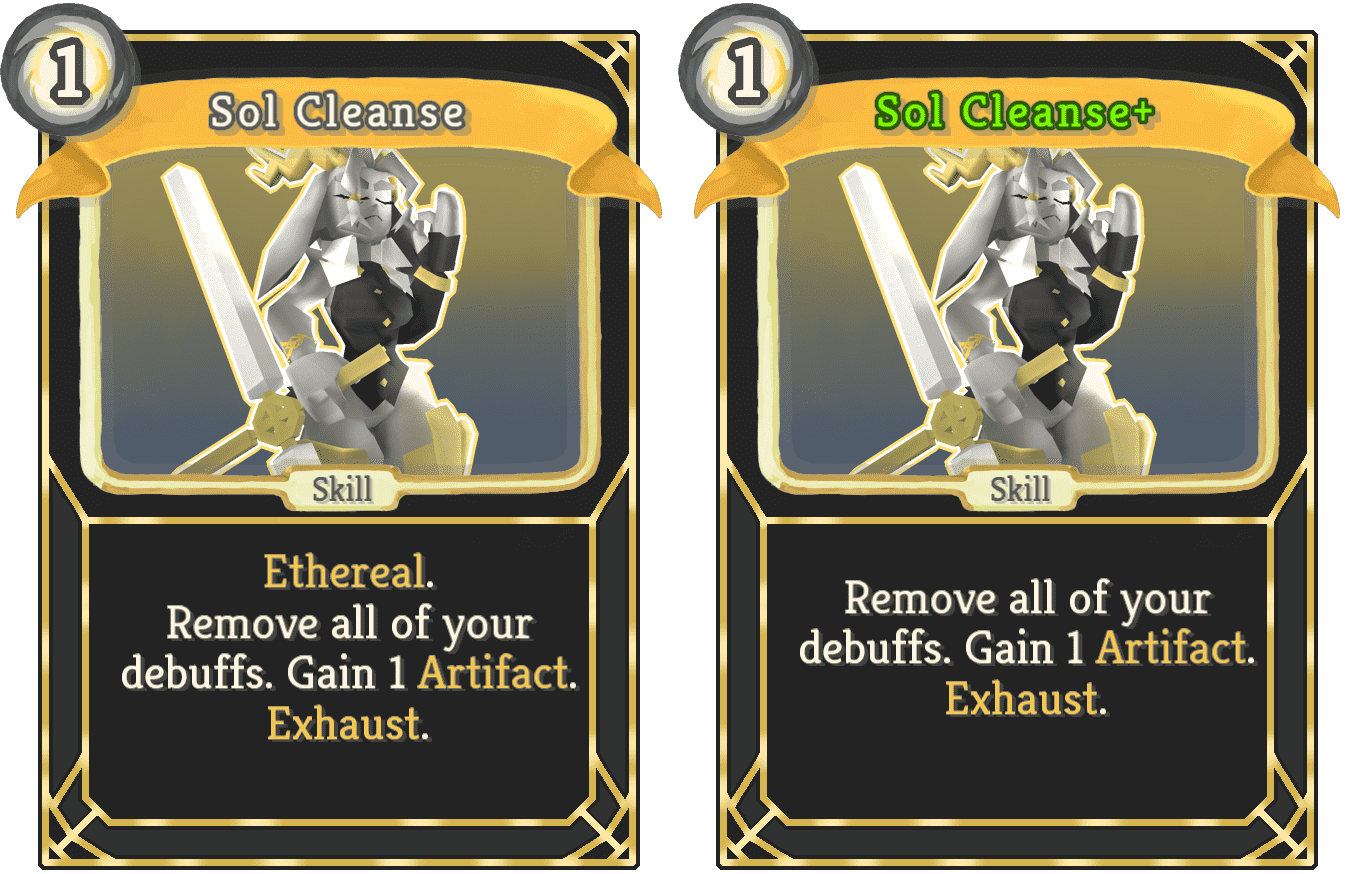 1
Sol Cleanse
Skill
Ethereal.
Remove all of your
debuffs. Gain 1 Artifact.
Exhaust.
1
Sol Cleanse+
Skill
Remove all of your
debuffs. Gain 1 Artifact.
Exhaust.